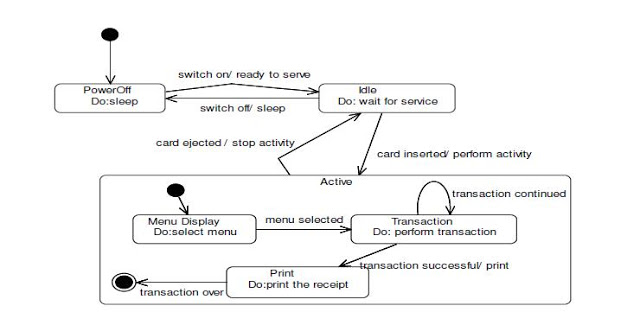 switch on/ ready to serve
PowerOff
Do:sleep
Idle
Do: wait for service
switch off/ sleep
card ejected / stop activity
card inserted/ perform activity
Active
transaction continued
Menu Display
Do:select menu
menu selected
Transaction
Do: perform transaction
transaction successful/ print
Print
Do:print the receipt
transaction over